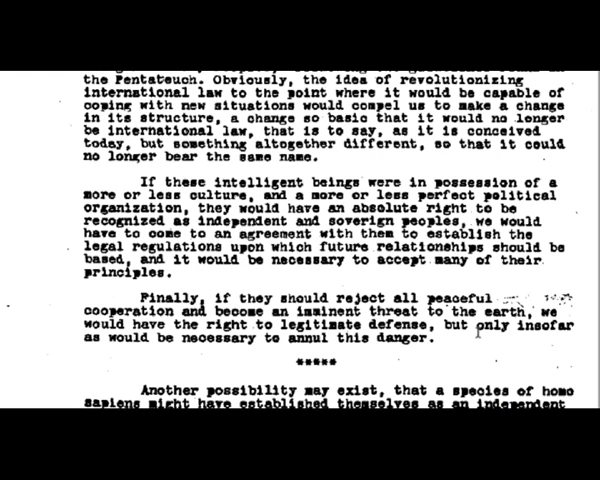 the Pentateuch. Obviously, the idea of revolutionizing
international law to the point where it would be capable of
coping with new situations would compel us to make a change
in its structure, a change so basic that it would no longer
be international law, that is to say, as it is conceived
today, but something altogether different, so that it could
no longer bear the same name.
If these intelligent beings were in possession of a
more or less culture, and a more or less perfect political
organization, they would have an absolute right to be
recognized as independent and soverign peoples, we would
have to come to an agreement with them to establish the
legal regulations upon which future relationships should be
based, and it would be necessary to accept many of their
principles.
Finally, if they should reject all peaceful
cooperation and become an imminent threat to the earth, we
would have the right to legitimate defense, but only insofar
as would be necessary to annul this danger.
*****
Another possibility may exist, that a species of homo
sapiens might have established themselves as an independent